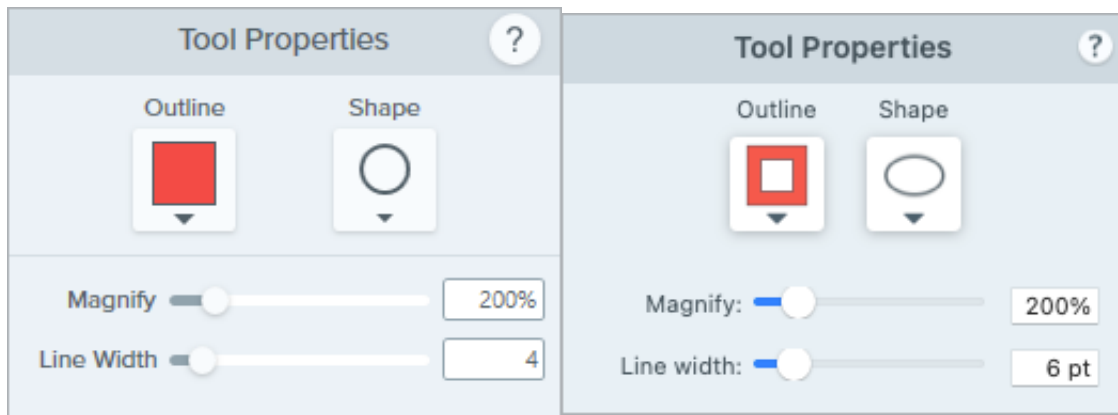 Tool Properties ?
Outline Shape
Magnify 200%
Line Width 4
Tool Properties ?
Outline Shape
Magnify: 200%
Line width: 6 pt